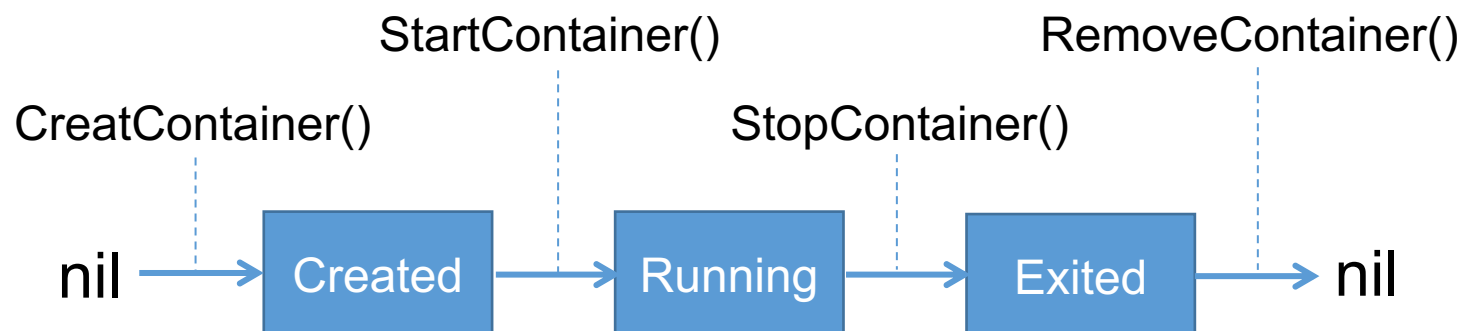 StartContainer()
RemoveContainer()
CreatContainer()
StopContainer()
nil
Created
Running
Exited
nil